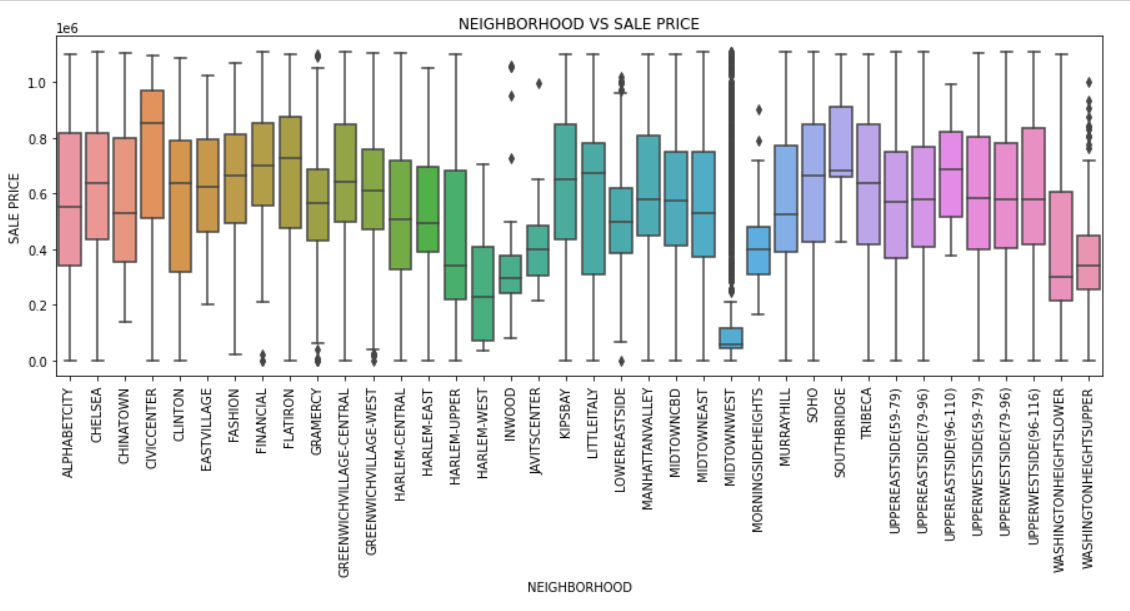 NEIGHBORHOOD VS SALE PRICE
1e6
SALE PRICE
1.0
0.8
0.6
0.4
0.2
0.0
ALPHABETCITY
CHELSEA
CHINATOWN
CIVICCENTER
CLINTON
EASTVILLAGE
FASHION
FINANCIAL
FLATIRON
GRAMERCY
GREENWICHVILLAGE-CENTRAL
GREENWICHVILLAGE-WEST
HARLEM-CENTRAL
HARLEM-EAST
HARLEM-UPPER
HARLEM-WEST
INWOOD
JAVITSCENTER
KIPSBAY
LITTLEITALY
LOWEREASTSIDE
MANHATTANVALLEY
MIDTOWNCBD
MIDTOWNEAST
MIDTOWNWEST
MORNINGSIDEHEIGHTS
MURRAYHILL
SOHO
SOUTHBRIDGE
TRIBECA
UPPEREASTSIDE(59-79)
UPPEREASTSIDE(79-96)
UPPEREASTSIDE(96-110)
UPPERWESTSIDE(59-79)
UPPERWESTSIDE(79-96)
UPPERWESTSIDE(96-116)
WASHINGTONHEIGHTSLOWER
WASHINGTONHEIGHTSUPPER
NEIGHBORHOOD